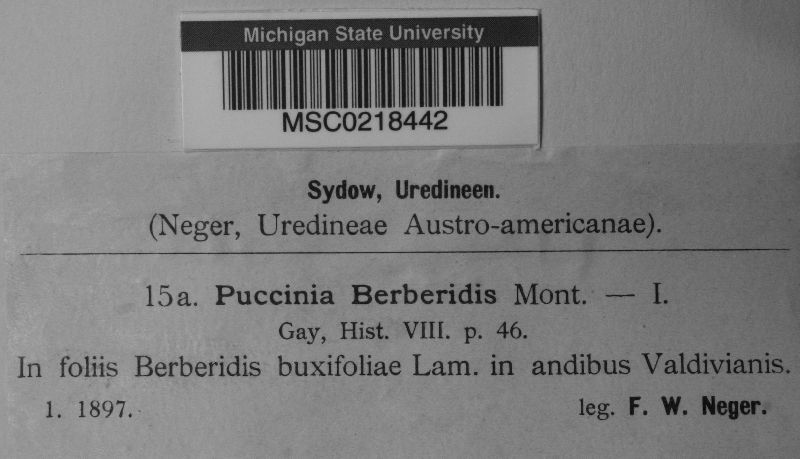 Michigan State University
MSC0218442
Sydow, Uredineen.
(Neger, Uredineae Austro-americanae).
15a. Puccinia Berberidis Mont. — I.
Gay, Hist. VIII. p. 46.
In foliis Berberidis buxifoliae Lam. in andibus Valdivianis.
1. 1897. leg. F. W. Neger.